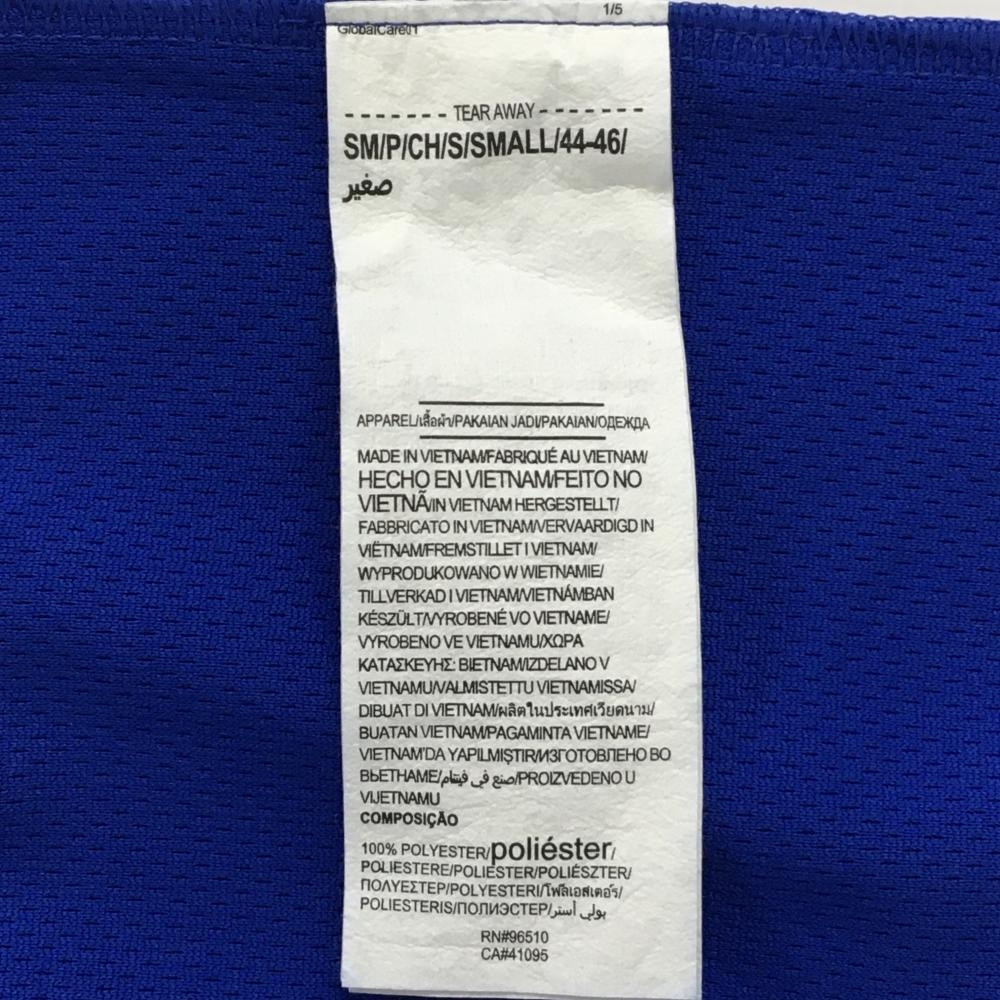 1/5
GlobalCare01
- - - - - - - TEAR AWAY - - - - - - -
SM/P/CH/S/SMALL/44-46/
صغير
APPAREL/เสื้อผ้า/PAKAIAN JADI/PAKAIAN/ОДЕЖДА
MADE IN VIETNAM/FABRIQUÉ AU VIETNAM/
HECHO EN VIETNAM/FEITO NO
VIETNÃ/IN VIETNAM HERGESTELLT/
FABBRICATO IN VIETNAM/VERVAARDIGD IN
VIËTNAM/FREMSTILLET I VIETNAM/
WYPRODUKOWANO W WIETNAMIE/
TILLVERKAD I VIETNAM/VIETNÁMBAN
KÉSZÜLT/VYROBENÉ VO VIETNAME/
VYROBENO VE VIETNAMU/ΧΩΡΑ
ΚΑΤΑΣΚΕΥΗΣ: ΒΙΕΤΝΑΜ/IZDELANO V
VIETNAMU/VALMISTETTU VIETNAMISSA/
DIBUAT DI VIETNAM/ผลิตในประเทศเวียดนาม/
BUATAN VIETNAM/PAGAMINTA VIETNAME/
VIETNAM'DA YAPILMIŞTIR/ИЗГОТОВЛЕНО ВО
ВЬЕТНАМЕ/صنع في فيتنام/PROIZVEDENO U
VIJETNAMU
COMPOSIÇÃO
100% POLYESTER/poliéster/
POLIESTERE/POLIESTER/POLIÉSZTER/
ΠΟΛΥΕΣΤΕΡ/POLYESTERI/โพลีเอสเตอร์/
POLIESTERIS/ПОЛИЭСТЕР/بولي أستر
RN#96510
CA#41095